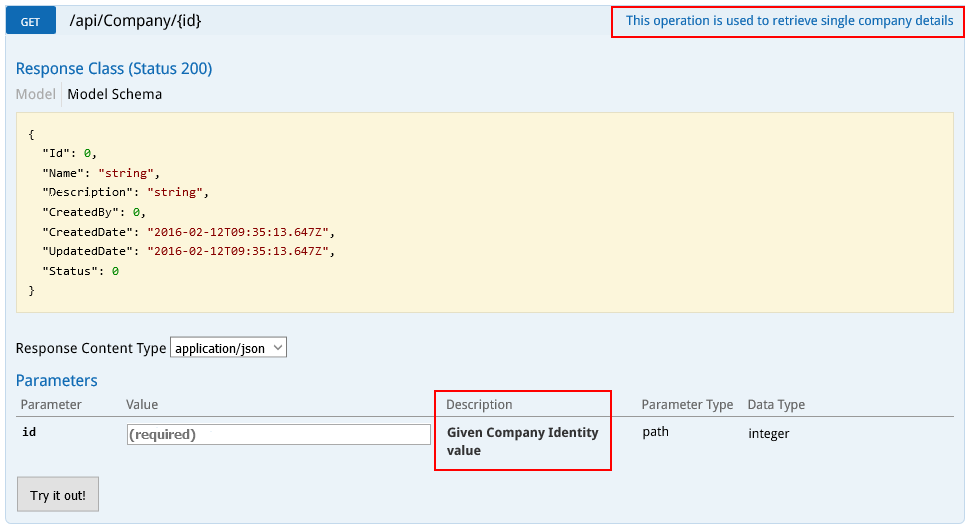 GET /api/Company/{id} This operation is used to retrieve single company details
Response Class (Status 200)
Model Model Schema
{
"Id": 0,
"Name": "string",
"Description": "string",
"CreatedBy": 0,
"CreatedDate": "2016-02-12T09:35:13.647Z",
"UpdatedDate": "2016-02-12T09:35:13.647Z",
"Status": 0
}
Response Content Type application/json
Parameters
Parameter Value Description Parameter Type Data Type
id (required) Given Company Identity path integer
value
Try it out!